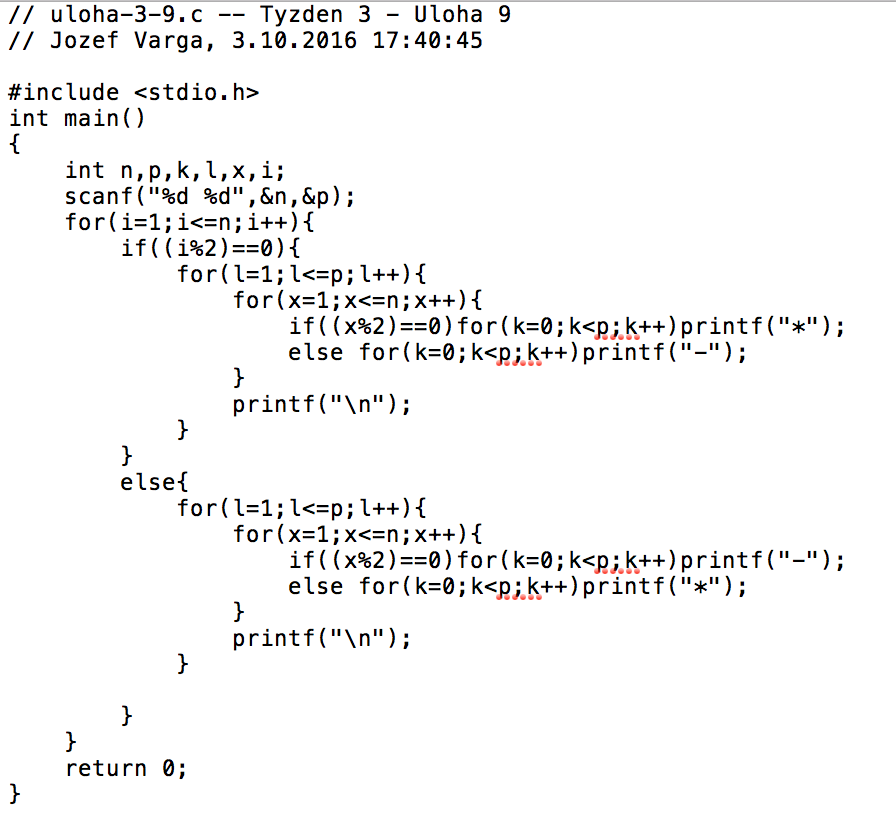 // uloha-3-9.c -- Tyzden 3 - Uloha 9
// Jozef Varga, 3.10.2016 17:40:45

#include <stdio.h>
int main()
{
    int n,p,k,l,x,i;
    scanf("%d %d",&n,&p);
    for(i=1;i<=n;i++){
        if((i%2)==0){
            for(l=1;l<=p;l++){
                for(x=1;x<=n;x++){
                    if((x%2)==0)for(k=0;k<p;k++)printf("*");
                    else for(k=0;k<p;k++)printf("-");
                }
                printf("\n");
            }
        }
        else{
            for(l=1;l<=p;l++){
                for(x=1;x<=n;x++){
                    if((x%2)==0)for(k=0;k<p;k++)printf("-");
                    else for(k=0;k<p;k++)printf("*");
                }
                printf("\n");
            }

        }
    }
    return 0;
}